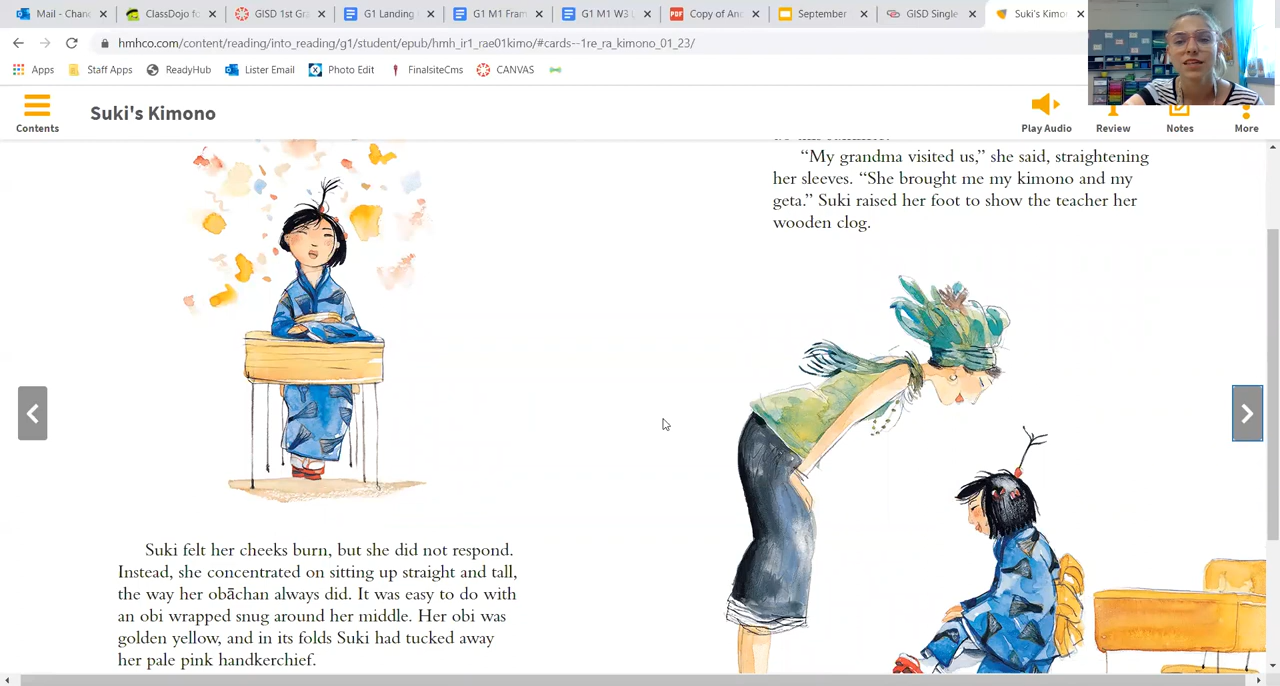 Mail - Chane
ClassDojo fo
GISD 1st Gra
G1 Landing
G1 M1 Fram
G1 M1 W3 L
Copy of Anc
September
GISD Single
Suki's Kimo
hmhco.com/content/reading/into_reading/g1/student/epub/hmh_ir1_rae01kimo/#cards--1re_ra_kimono_01_23/
Apps
Staff Apps
ReadyHub
Lister Email
Photo Edit
FinalsiteCms
CANVAS
Contents
Suki's Kimono
Play Audio
Review
Notes
More
Suki felt her cheeks burn, but she did not respond.
Instead, she concentrated on sitting up straight and tall,
the way her obāchan always did. It was easy to do with
an obi wrapped snug around her middle. Her obi was
golden yellow, and in its folds Suki had tucked away
her pale pink handkerchief.
“My grandma visited us,” she said, straightening
her sleeves. “She brought me my kimono and my
geta.” Suki raised her foot to show the teacher her
wooden clog.